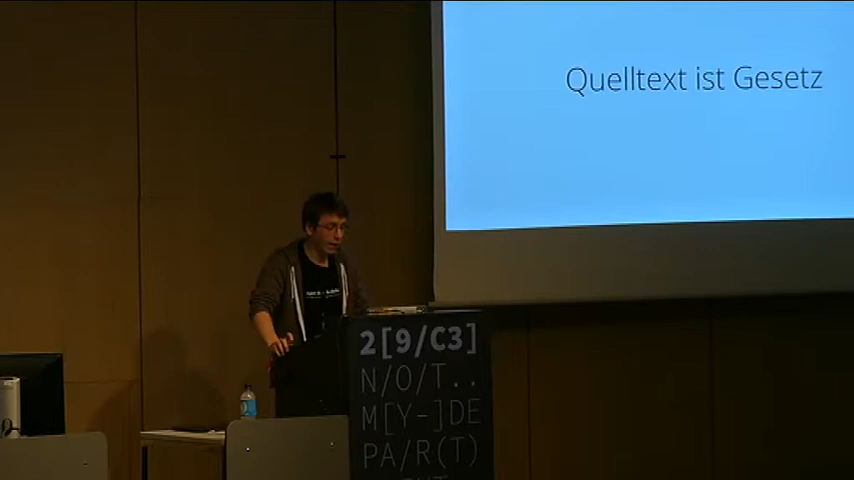 Quelltext ist Gesetz
2[9/C3]
N/O/T..
M[Y-]DE
PA/R(T)